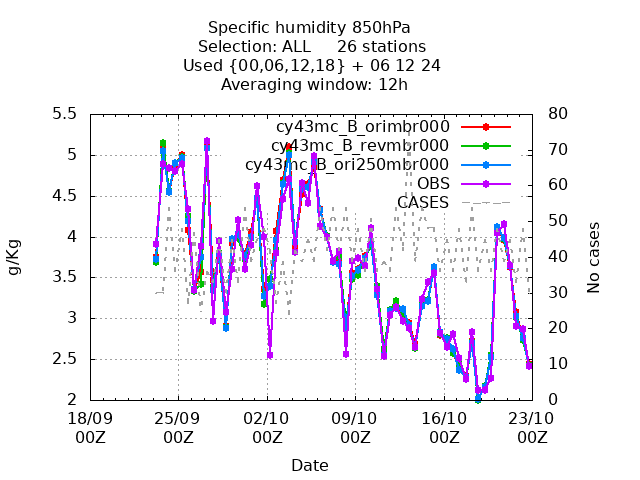 Specific humidity 850hPa
Selection: ALL 26 stations
Used {00,06,12,18} + 06 12 24
Averaging window: 12h
5.5
5
4.5
4
3.5
3
2.5
2
80
70
60
50
40
30
20
10
0
cy43mc_B_orimbr000
cy43mc_B_revmbr000
cy43mc_B_ori250mbr000
OBS
CASES
g/Kg
No cases
18/09 25/09 02/10 09/10 16/10 23/10
00Z 00Z 00Z 00Z 00Z 00Z
Date